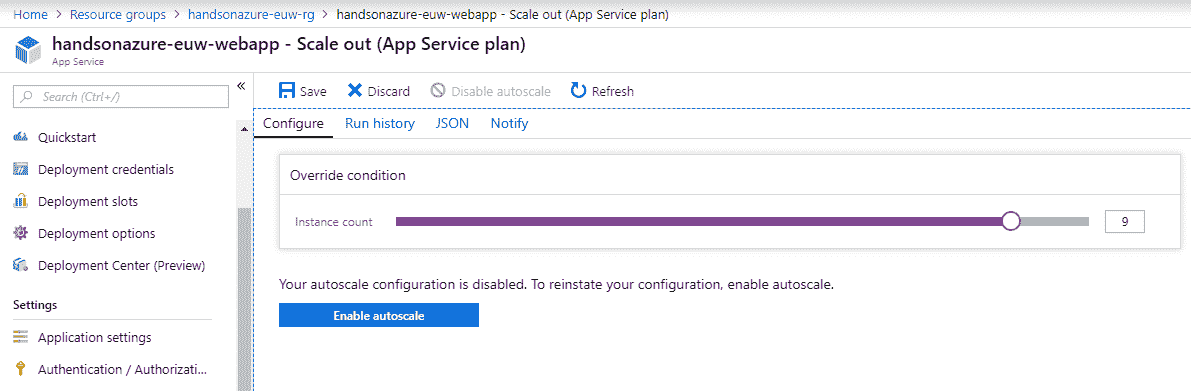 Home > Resource groups > handsonazure-euw-rg > handsonazure-euw-webapp - Scale out (App Service plan)
handsonazure-euw-webapp - Scale out (App Service plan)
App Service
Search (Ctrl+/)
«
Save
Discard
Disable autoscale
Refresh
Quickstart
Deployment credentials
Deployment slots
Deployment options
Deployment Center (Preview)
Settings
Application settings
Authentication / Authorizati...
Configure
Run history
JSON
Notify
Override condition
Instance count
9
Your autoscale configuration is disabled. To reinstate your configuration, enable autoscale.
Enable autoscale